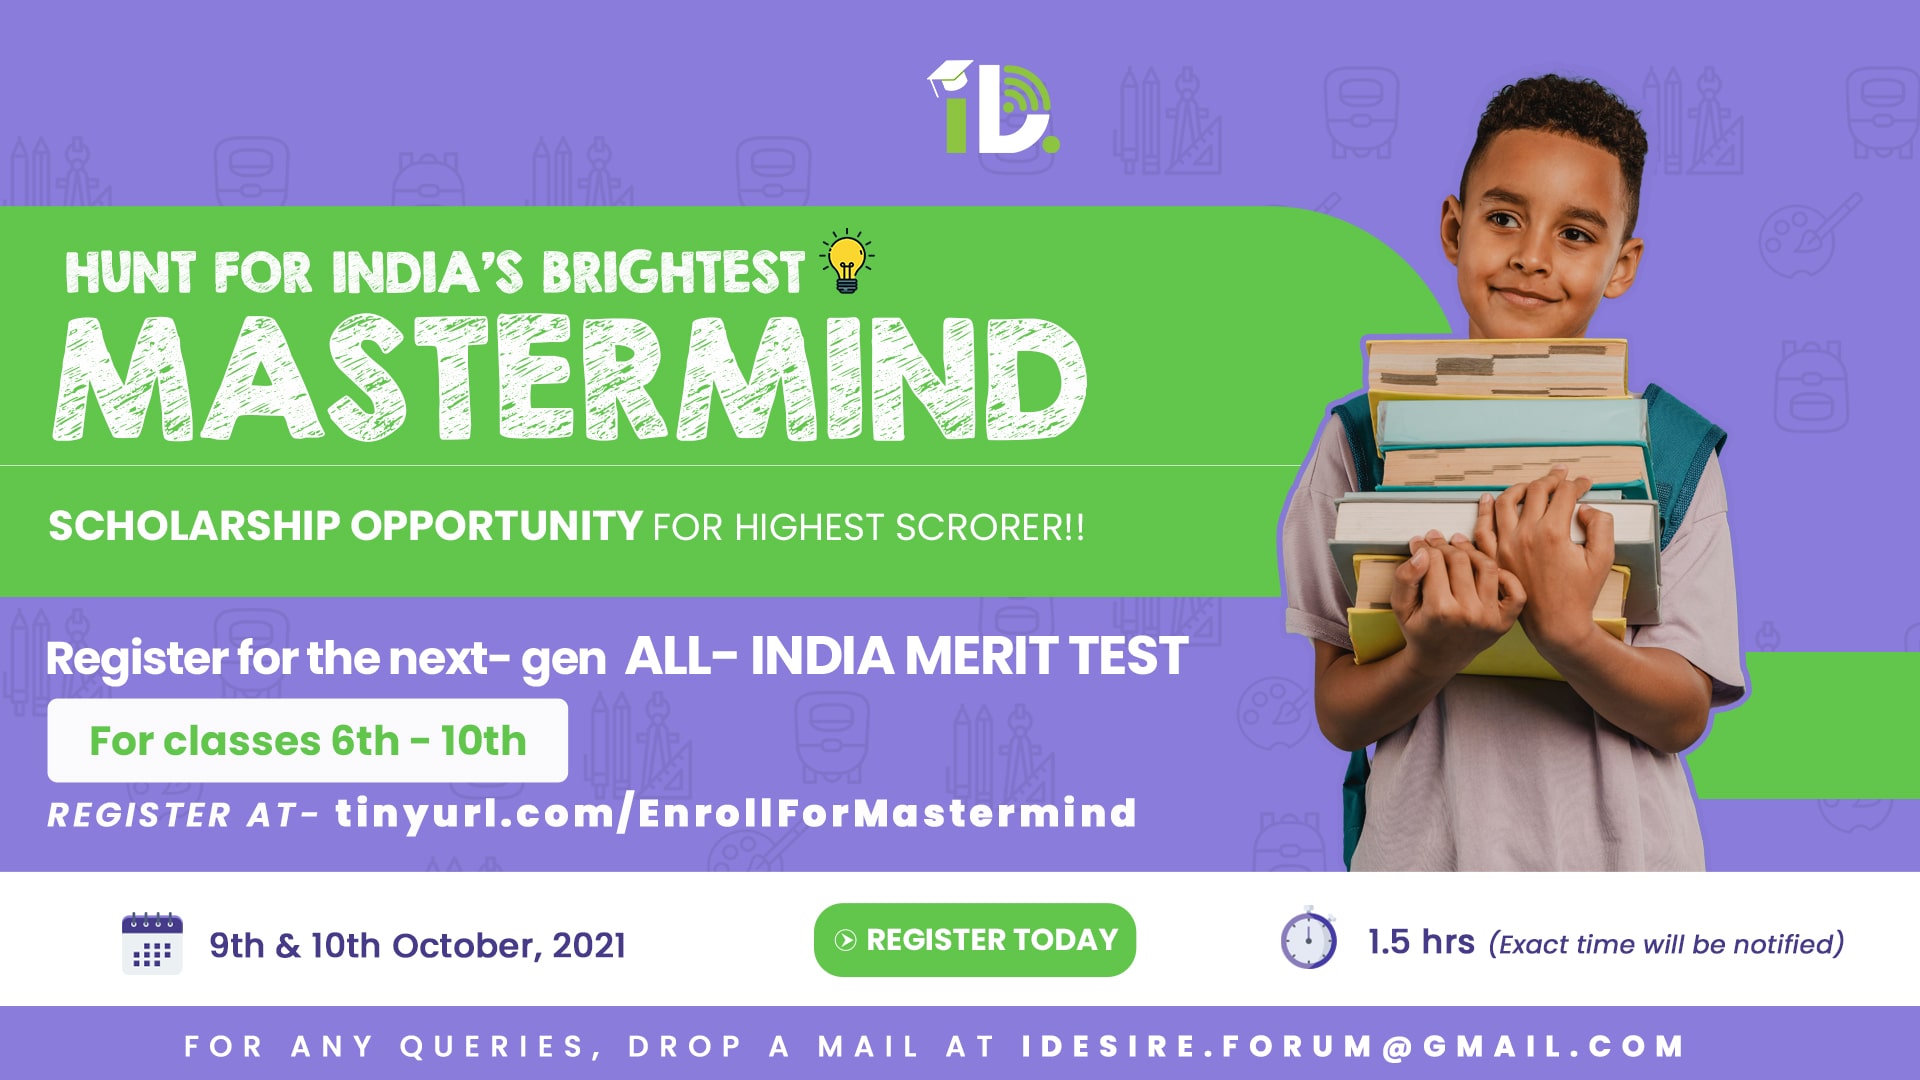 iD.
HUNT FOR INDIA'S BRIGHTEST
MASTERMIND
SCHOLARSHIP OPPORTUNITY FOR HIGHEST SCRORER!!
Register for the next- gen ALL- INDIA MERIT TEST
For classes 6th - 10th
REGISTER AT- tinyurl.com/EnrollForMastermind
9th & 10th October, 2021
REGISTER TODAY
1.5 hrs (Exact time will be notified)
FOR ANY QUERIES, DROP A MAIL AT IDESIRE.FORUM@GMAIL.COM